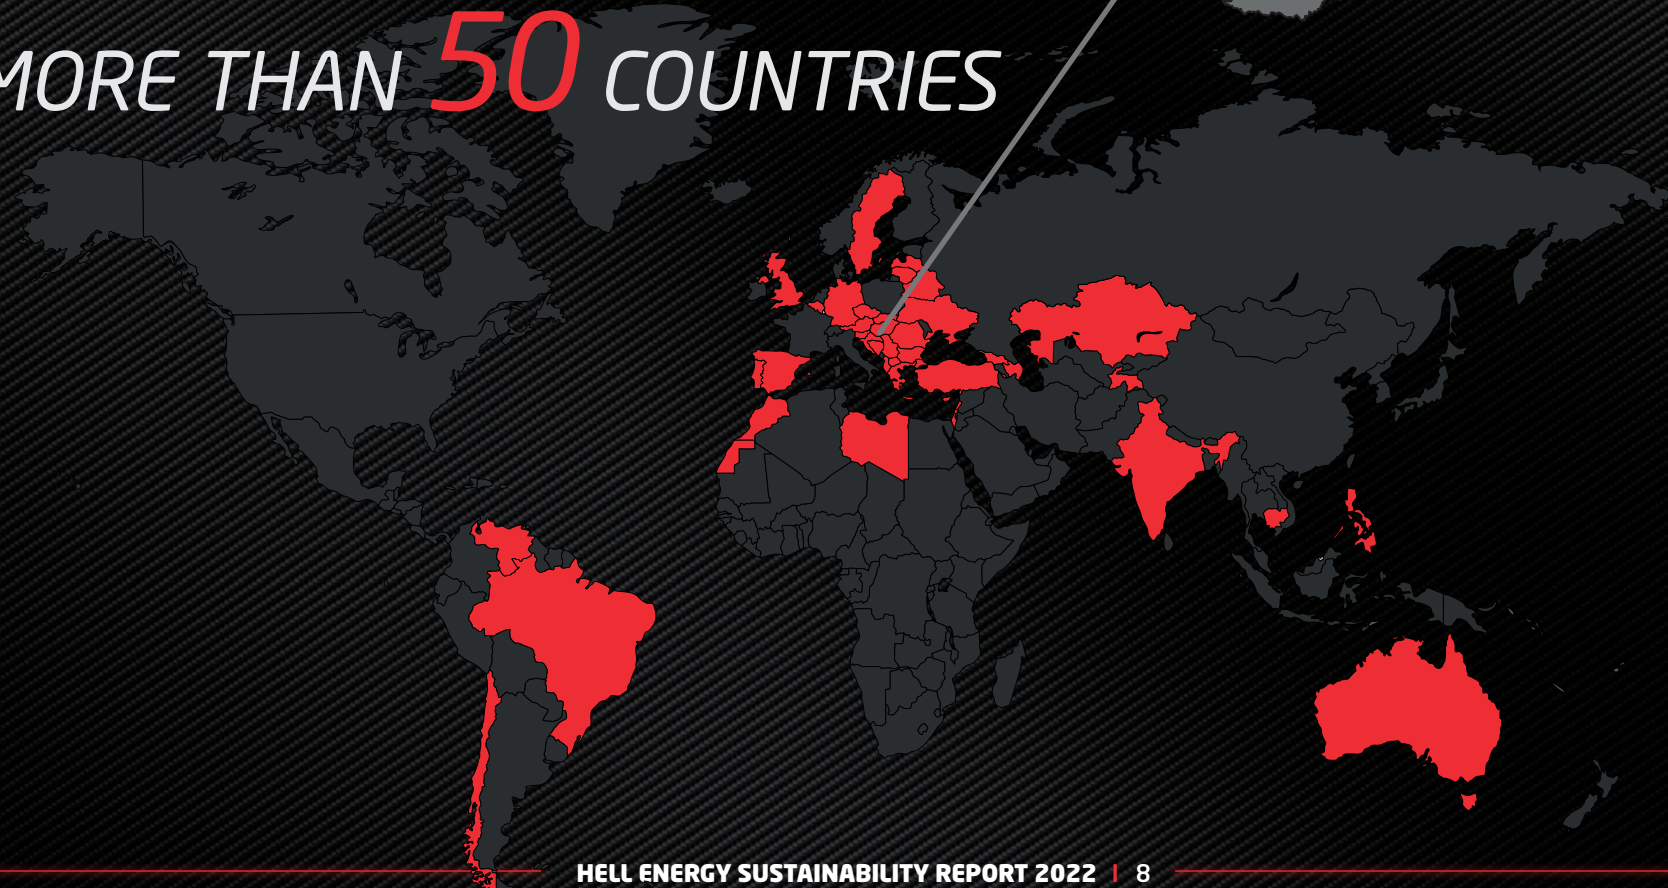 MORE THAN 50 COUNTRIES
HELL ENERGY SUSTAINABILITY REPORT 2022 | 8